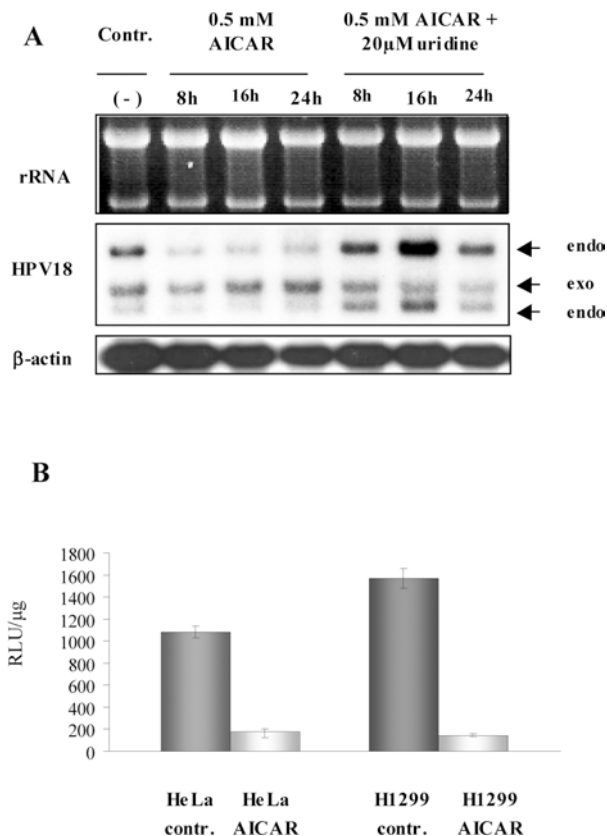 A
Contr.
0.5 mM
AICAR
0.5 mM AICAR +
20µM uridine
(-) 8h 16h 24h 8h 16h 24h
rRNA
HPV18
endo
exo
endo
β-actin
B
RLU/µg
1800
1600
1400
1200
1000
800
600
400
200
0
HeLa
contr.
HeLa
AICAR
H1299
contr.
H1299
AICAR